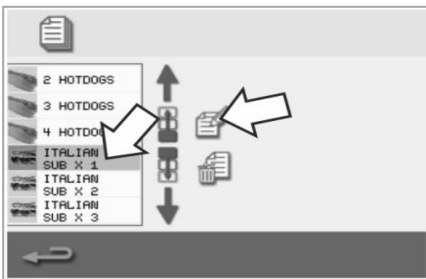 2 HOTDOGS
3 HOTDOGS
4 HOTDO
ITALIAN
SUB X 1
ITALIAN
SUB X 2
ITALIAN
SUB X 3